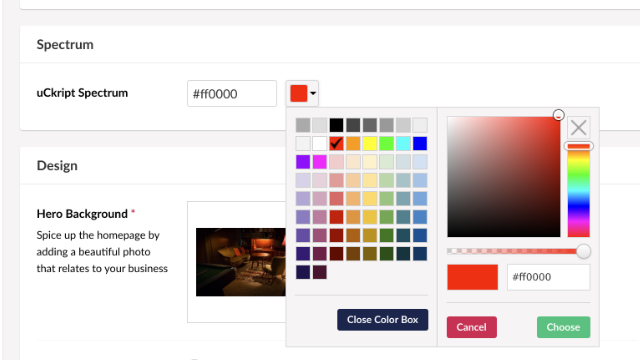 Spectrum
uCkript Spectrum
#ff0000
Design
Hero Background *
Spice up the homepage by
adding a beautiful photo
that relates to your business
#ff0000
Close Color Box
Cancel
Choose